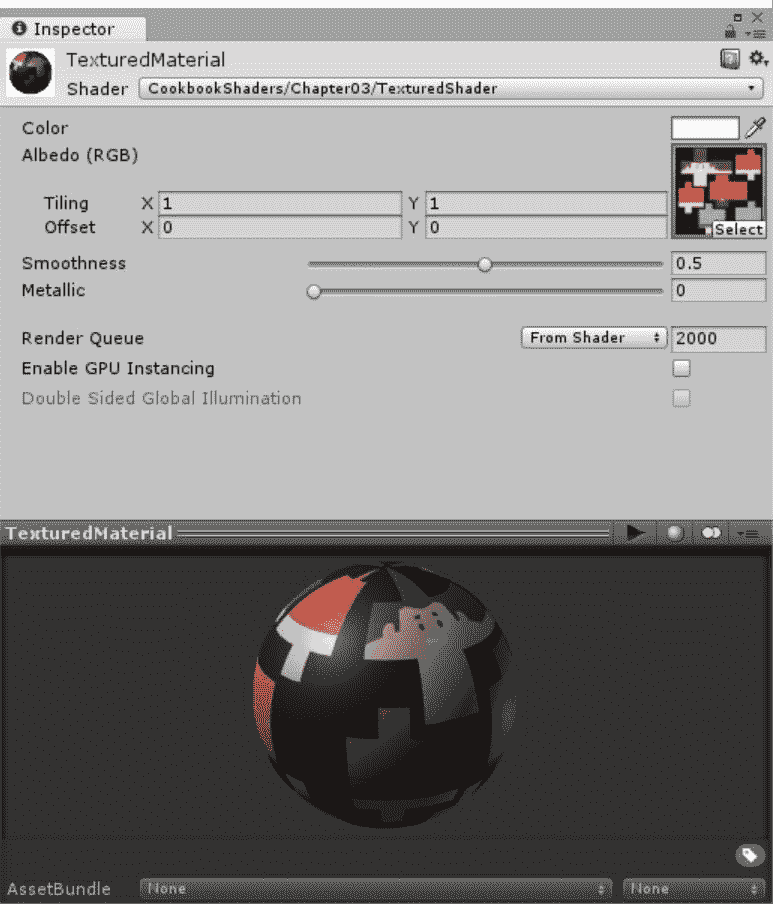 Inspector
TexturedMaterial
Shader CookbookShaders/Chapter03/TexturedShader
Color
Albedo (RGB)
Tiling X 1 Y 1
Offset X 0 Y 0
Select
Smoothness 0.5
Metallic 0
Render Queue From Shader 2000
Enable GPU Instancing
Double Sided Global Illumination
TexturedMaterial
AssetBundle None None